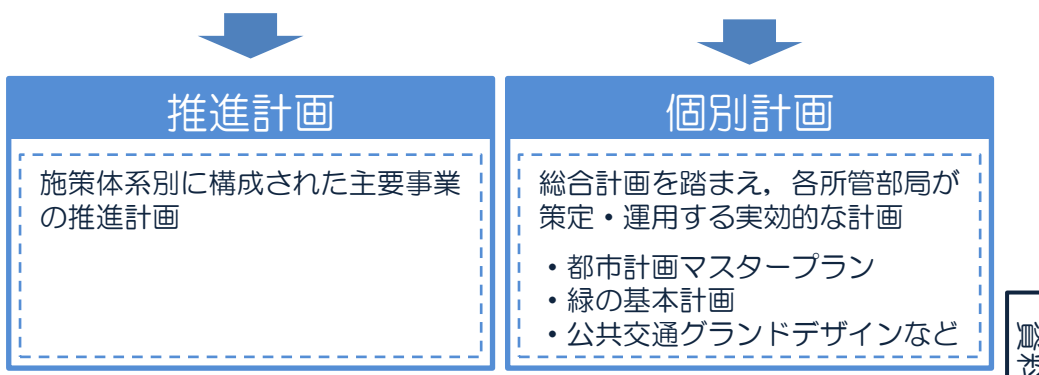 推進計画
施策体系別に構成された主要事業
の推進計画
個別計画
総合計画を踏まえ，各所管部局が
策定・運用する実効的な計画
・都市計画マスタープラン
・緑の基本計画
・公共交通グランドデザインなど
資料